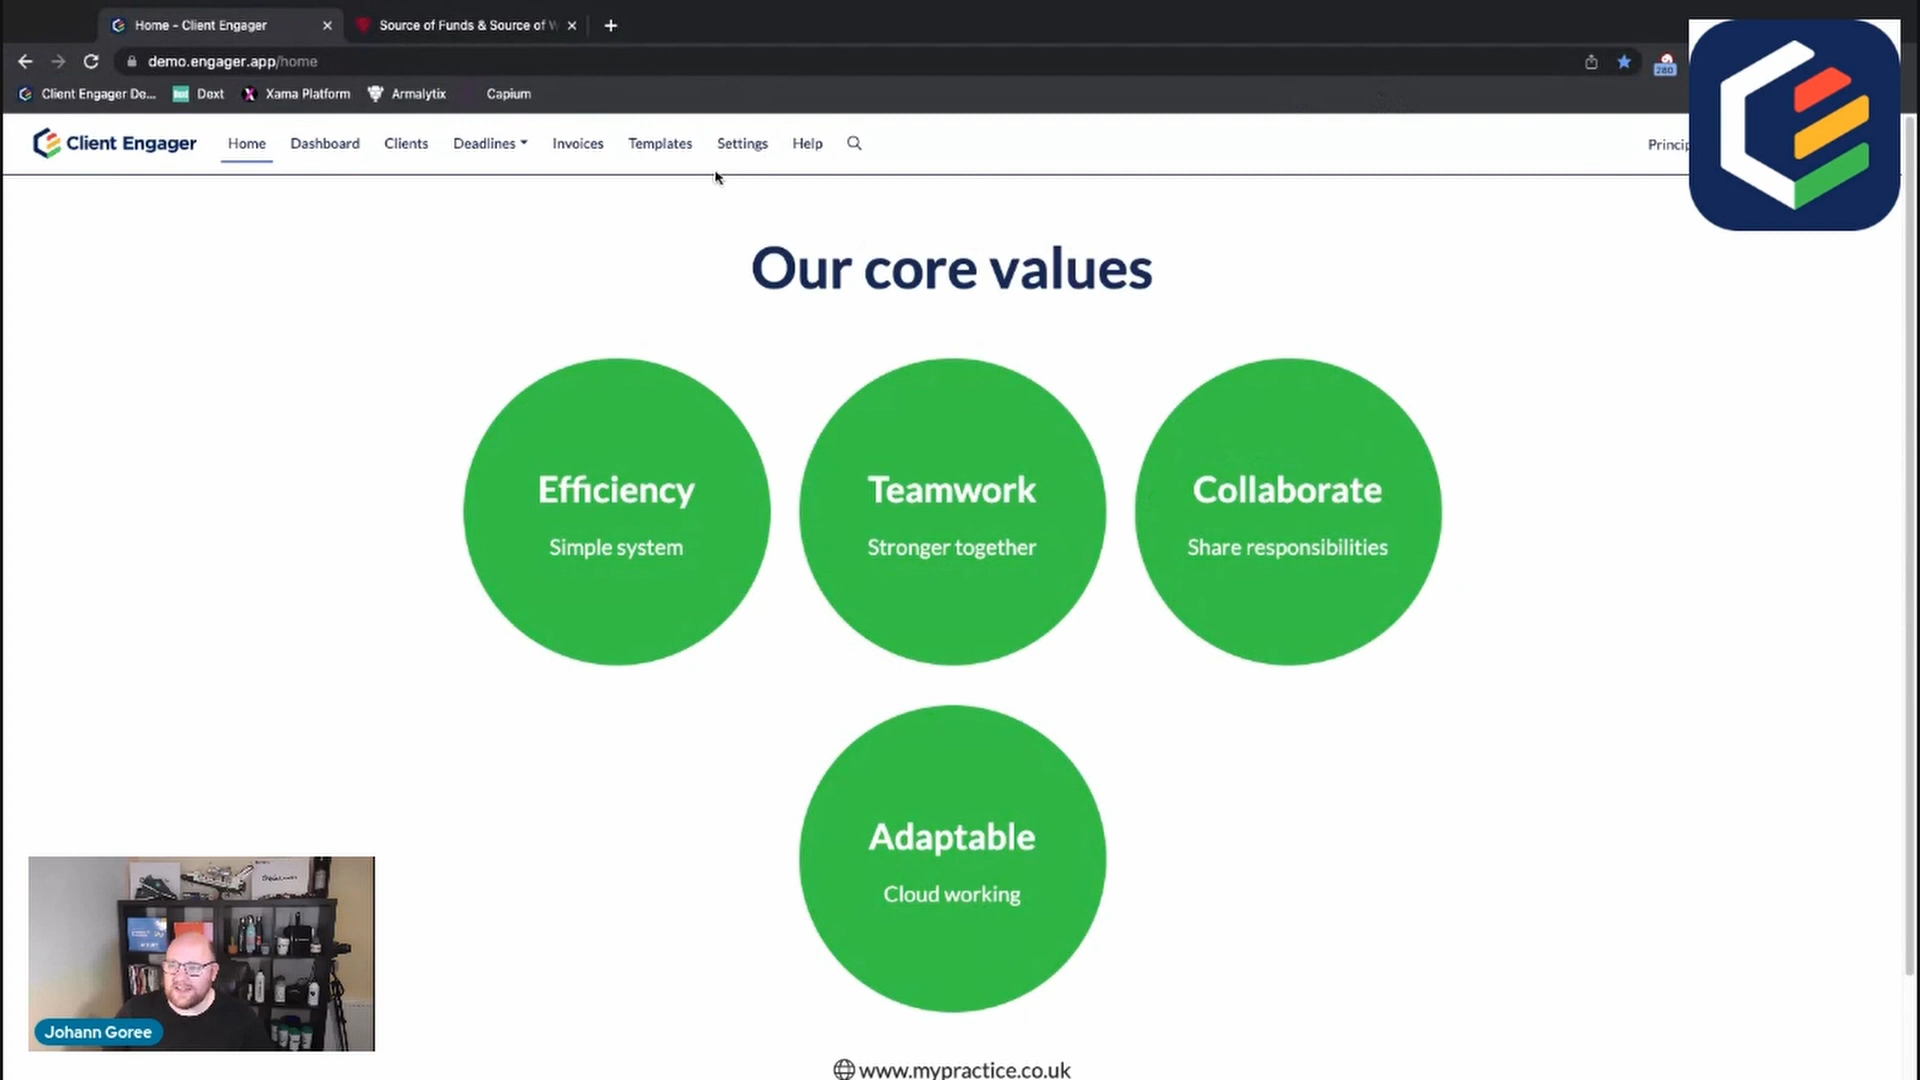 Home - Client Engager
Source of Funds & Source of W
demo.engager.app/home
280
Client Engager De...
Dext
Xama Platform
Armalytix
Capium
Client Engager
Home
Dashboard
Clients
Deadlines
Invoices
Templates
Settings
Help
Princip
Our core values
Efficiency
Simple system
Teamwork
Stronger together
Collaborate
Share responsibilities
Adaptable
Cloud working
Johann Goree
www.mypractice.co.uk